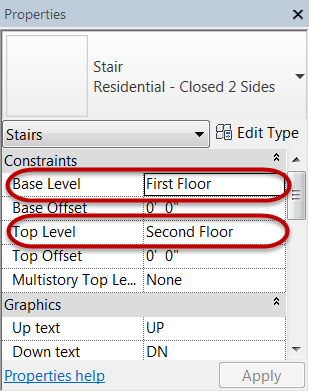 Properties
Stair
Residential - Closed 2 Sides
Stairs Edit Type
Constraints
Base Level First Floor
Base Offset 0'  0"
Top Level Second Floor
Top Offset 0'  0"
Multistory Top Le... None
Graphics
Up text UP
Down text DN
Properties help Apply